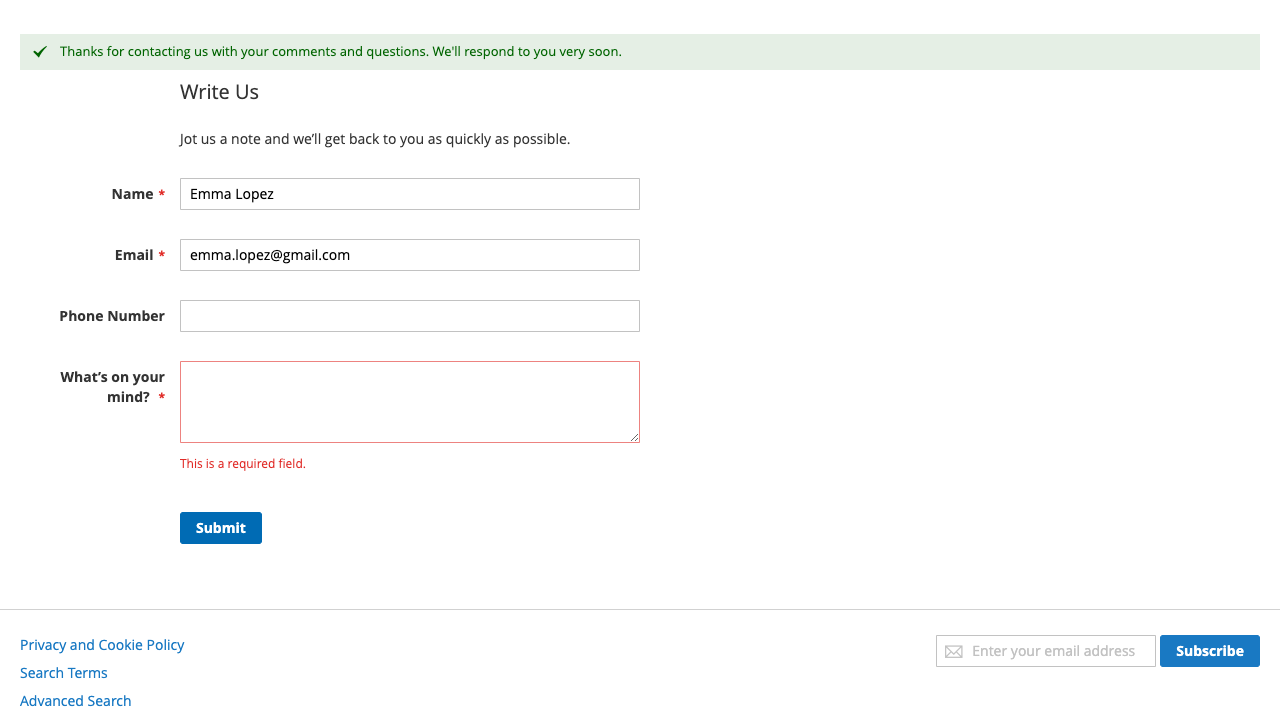 Thanks for contacting us with your comments and questions. We'll respond to you very soon.
Write Us
Jot us a note and we’ll get back to you as quickly as possible.
Name *
Emma Lopez
Email *
emma.lopez@gmail.com
Phone Number
What’s on your
mind? *
This is a required field.
Submit
Privacy and Cookie Policy
Search Terms
Advanced Search
Enter your email address
Subscribe